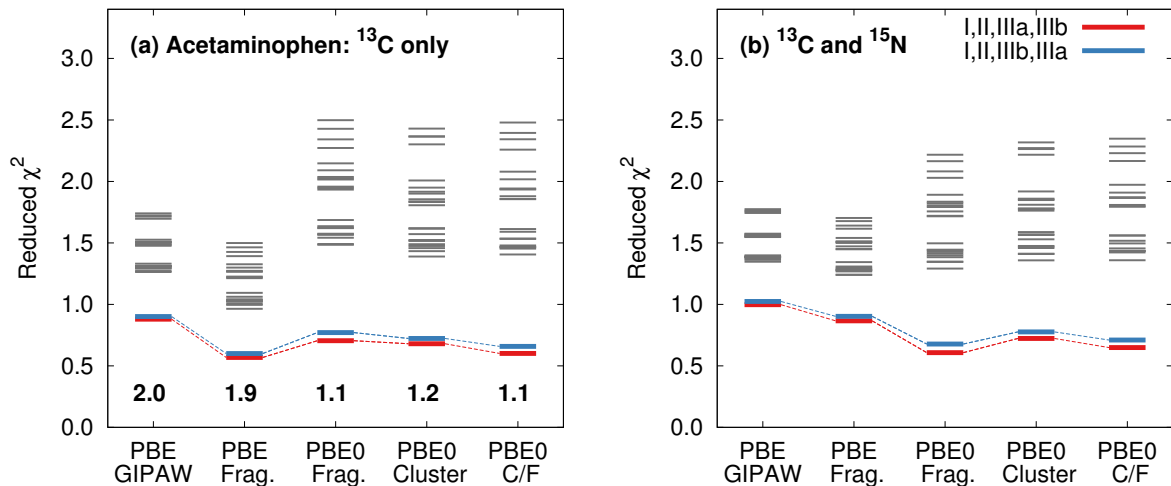 (a) Acetaminophen: ¹³C only
Reduced χ²
3.0
2.5
2.0
1.5
1.0
0.5
0.0
2.0 1.9 1.1 1.2 1.1
PBE PBE PBE0 PBE0 PBE0
GIPAW Frag. Frag. Cluster C/F
(b) ¹³C and ¹⁵N
I,II,IIIa,IIIb
I,II,IIIb,IIIa
Reduced χ²
3.0
2.5
2.0
1.5
1.0
0.5
0.0
PBE PBE PBE0 PBE0 PBE0
GIPAW Frag. Frag. Cluster C/F